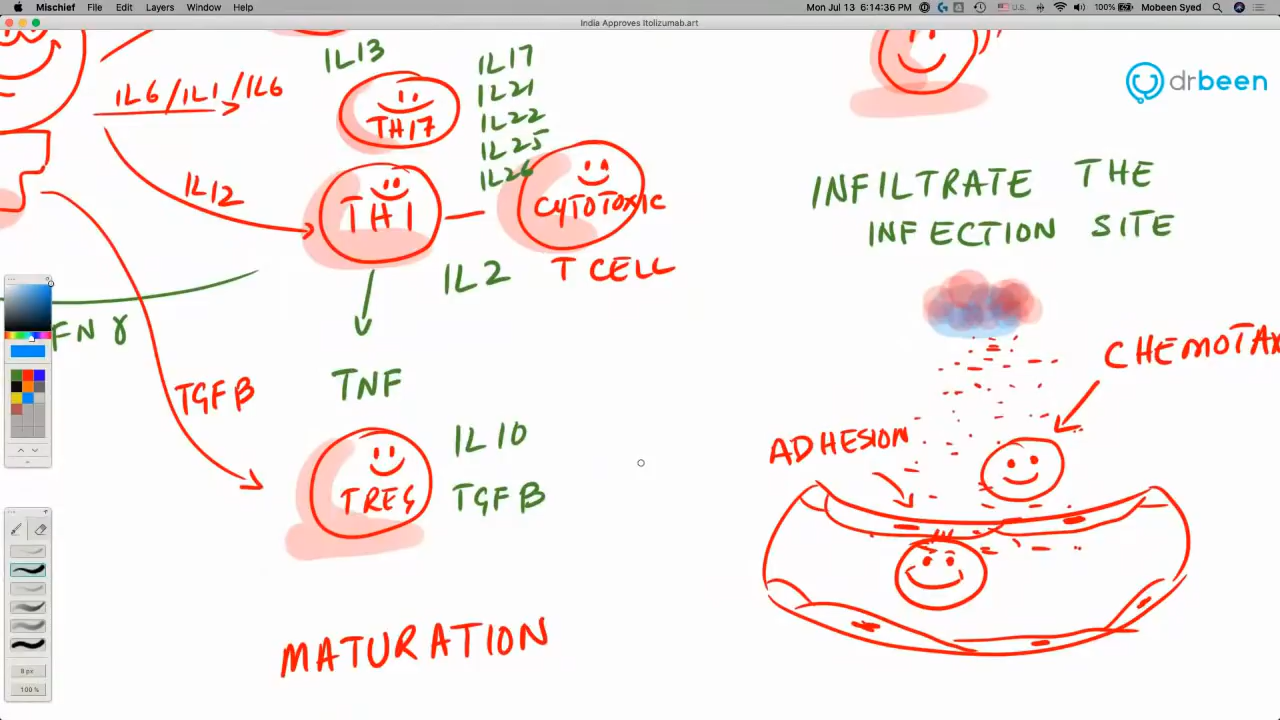 Mischief File Edit Layers Window Help
Mon Jul 13 6:14:36 PM U.S. 100% Mobeen Syed
India Approves Itolizumab.art
drbeen
IL13
IL6/IL1/IL6
TH17
IL17
IL21
IL22
IL25
IL26
IL12
TH1
CYTOTOXIC
T CELL
IL2
FN γ
TNF
TGFβ
TREG
IL10
TGFβ
MATURATION
INFILTRATE THE
INFECTION SITE
CHEMOTAX
ADHESION
8 px
100 %